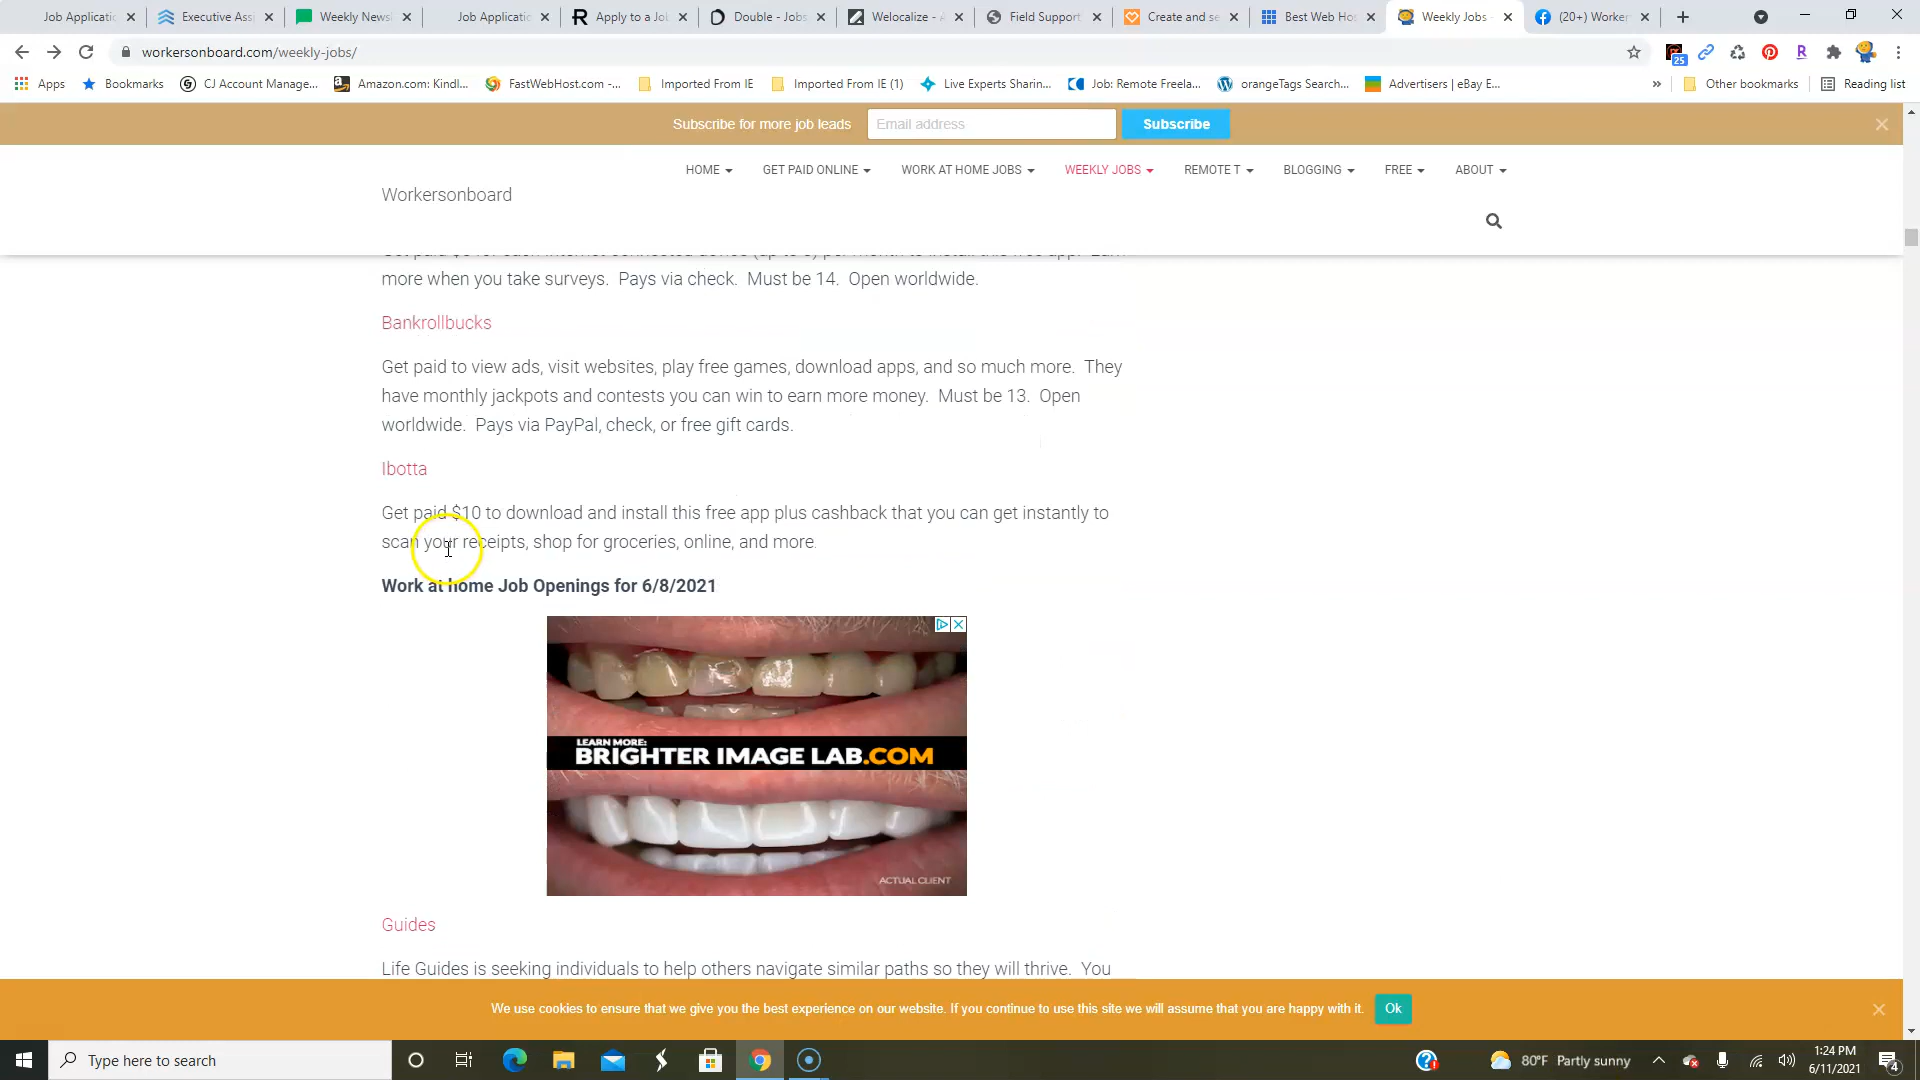 Job Applicatio
Executive Ass
Weekly News
Job Applicatio
Apply to a Jo
Double - Jobs
Welocalize -
Field Support
Create and se
Best Web Ho
Weekly Jobs -
(20+) Worker
workersonboard.com/weekly-jobs/
25
Apps
Bookmarks
CJ Account Manage...
Amazon.com: Kindl...
FastWebHost.com -...
Imported From IE
Imported From IE (1)
Live Experts Sharin...
Job: Remote Freela...
orangeTags Search...
Advertisers | eBay E...
»
Other bookmarks
Reading list
Subscribe for more job leads
Email address
Subscribe
HOME
GET PAID ONLINE
WORK AT HOME JOBS
WEEKLY JOBS
REMOTE T
BLOGGING
FREE
ABOUT
Workersonboard
more when you take surveys. Pays via check. Must be 14. Open worldwide.
Bankrollbucks
Get paid to view ads, visit websites, play free games, download apps, and so much more. They
have monthly jackpots and contests you can win to earn more money. Must be 13. Open
worldwide. Pays via PayPal, check, or free gift cards.
Ibotta
Get paid $10 to download and install this free app plus cashback that you can get instantly to
scan your receipts, shop for groceries, online, and more.
Work at home Job Openings for 6/8/2021
LEARN MORE:
BRIGHTER IMAGE LAB.COM
ACTUAL CLIENT
Guides
Life Guides is seeking individuals to help others navigate similar paths so they will thrive. You
We use cookies to ensure that we give you the best experience on our website. If you continue to use this site we will assume that you are happy with it.
Ok
Type here to search
80°F Partly sunny
1:24 PM
6/11/2021
4